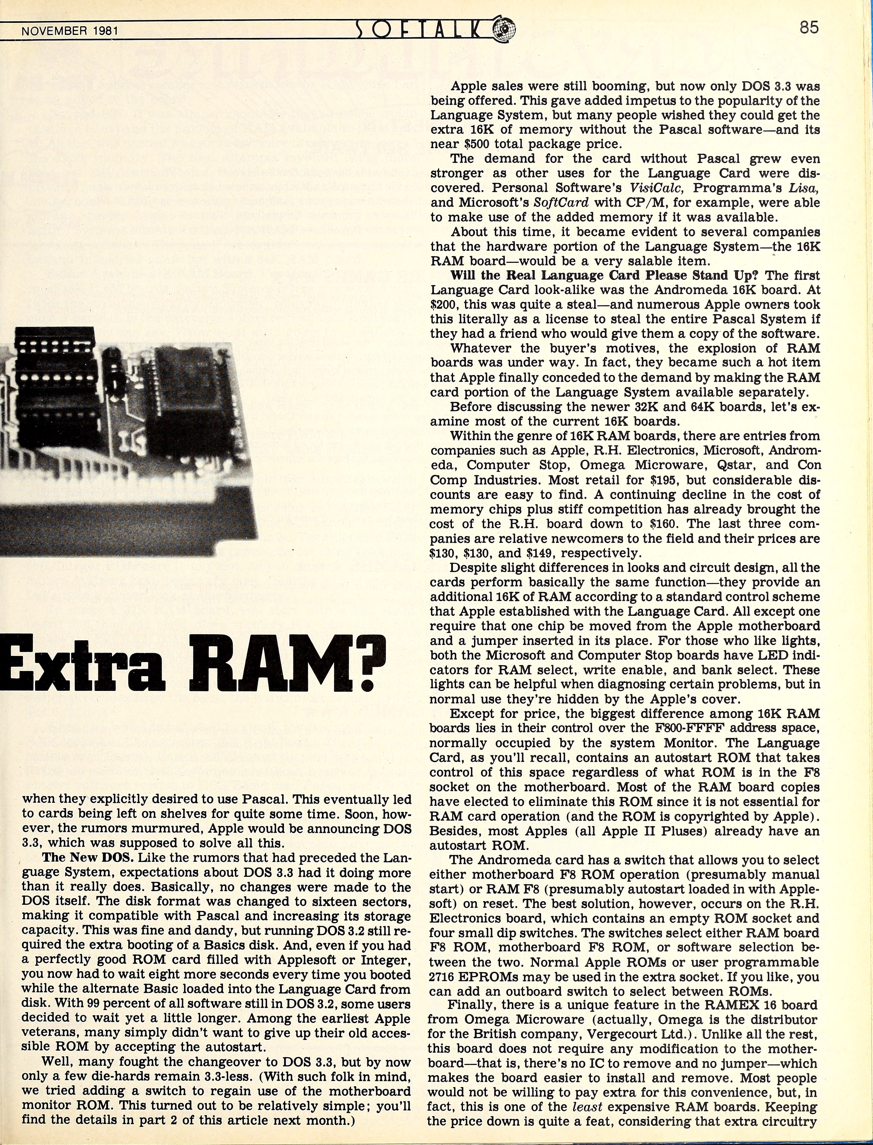 NOVEMBER 1981
SOFTALK
85
Extra RAM?
when they explicitly desired to use Pascal. This eventually led
to cards being left on shelves for quite some time. Soon, how-
ever, the rumors murmured, Apple would be announcing DOS
3.3, which was supposed to solve all this.
The New DOS. Like the rumors that had preceded the Lan-
guage System, expectations about DOS 3.3 had it doing more
than it really does. Basically, no changes were made to the
DOS itself. The disk format was changed to sixteen sectors,
making it compatible with Pascal and increasing its storage
capacity. This was fine and dandy, but running DOS 3.2 still re-
quired the extra booting of a Basics disk. And, even if you had
a perfectly good ROM card filled with Applesoft or Integer,
you now had to wait eight more seconds every time you booted
while the alternate Basic loaded into the Language Card from
disk. With 99 percent of all software still in DOS 3.2, some users
decided to wait yet a little longer. Among the earliest Apple
veterans, many simply didn't want to give up their old acces-
sible ROM by accepting the autostart.
Well, many fought the changeover to DOS 3.3, but by now
only a few die-hards remain 3.3-less. (With such folk in mind,
we tried adding a switch to regain use of the motherboard
monitor ROM. This turned out to be relatively simple; you'll
find the details in part 2 of this article next month.)
Apple sales were still booming, but now only DOS 3.3 was
being offered. This gave added impetus to the popularity of the
Language System, but many people wished they could get the
extra 16K of memory without the Pascal software—and its
near $500 total package price.
The demand for the card without Pascal grew even
stronger as other uses for the Language Card were dis-
covered. Personal Software's VisiCalc, Programma's Lisa,
and Microsoft's SoftCard with CP/M, for example, were able
to make use of the added memory if it was available.
About this time, it became evident to several companies
that the hardware portion of the Language System—the 16K
RAM board—would be a very salable item.
Will the Real Language Card Please Stand Up? The first
Language Card look-alike was the Andromeda 16K board. At
$200, this was quite a steal—and numerous Apple owners took
this literally as a license to steal the entire Pascal System if
they had a friend who would give them a copy of the software.
Whatever the buyer's motives, the explosion of RAM
boards was under way. In fact, they became such a hot item
that Apple finally conceded to the demand by making the RAM
card portion of the Language System available separately.
Before discussing the newer 32K and 64K boards, let's ex-
amine most of the current 16K boards.
Within the genre of 16K RAM boards, there are entries from
companies such as Apple, R.H. Electronics, Microsoft, Androm-
eda, Computer Stop, Omega Microware, Qstar, and Con
Comp Industries. Most retail for $195, but considerable dis-
counts are easy to find. A continuing decline in the cost of
memory chips plus stiff competition has already brought the
cost of the R.H. board down to $160. The last three com-
panies are relative newcomers to the field and their prices are
$130, $130, and $149, respectively.
Despite slight differences in looks and circuit design, all the
cards perform basically the same function—they provide an
additional 16K of RAM according to a standard control scheme
that Apple established with the Language Card. All except one
require that one chip be moved from the Apple motherboard
and a jumper inserted in its place. For those who like lights,
both the Microsoft and Computer Stop boards have LED indi-
cators for RAM select, write enable, and bank select. These
lights can be helpful when diagnosing certain problems, but in
normal use they're hidden by the Apple's cover.
Except for price, the biggest difference among 16K RAM
boards lies in their control over the F800-FFFF address space,
normally occupied by the system Monitor. The Language
Card, as you'll recall, contains an autostart ROM that takes
control of this space regardless of what ROM is in the F8
socket on the motherboard. Most of the RAM board copies
have elected to eliminate this ROM since it is not essential for
RAM card operation (and the ROM is copyrighted by Apple).
Besides, most Apples (all Apple II Pluses) already have an
autostart ROM.
The Andromeda card has a switch that allows you to select
either motherboard F8 ROM operation (presumably manual
start) or RAM F8 (presumably autostart loaded in with Apple-
soft) on reset. The best solution, however, occurs on the R.H.
Electronics board, which contains an empty ROM socket and
four small dip switches. The switches select either RAM board
F8 ROM, motherboard F8 ROM, or software selection be-
tween the two. Normal Apple ROMs or user programmable
2716 EPROMs may be used in the extra socket. If you like, you
can add an outboard switch to select between ROMs.
Finally, there is a unique feature in the RAMEX 16 board
from Omega Microware (actually, Omega is the distributor
for the British company, Vergecourt Ltd.). Unlike all the rest,
this board does not require any modification to the mother-
board—that is, there's no IC to remove and no jumper—which
makes the board easier to install and remove. Most people
would not be willing to pay extra for this convenience, but, in
fact, this is one of the least expensive RAM boards. Keeping
the price down is quite a feat, considering that extra circuitry